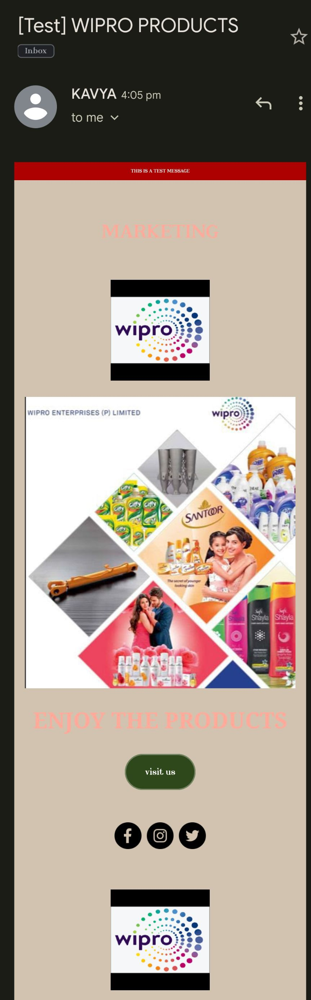 [Test] WIPRO PRODUCTS
Inbox
KAVYA 4:05 pm
to me
THIS IS A TEST MESSAGE
MARKETING
wipro
WIPRO ENTERPRISES (P) LIMITED
wipro
Giffy Giffy
Giffy
Giffy
SANTOOR
The secret of younger
looking skin
Safi Safi
Shayla Shayla Shayla
ENJOY THE PRODUCTS
visit us
wipro